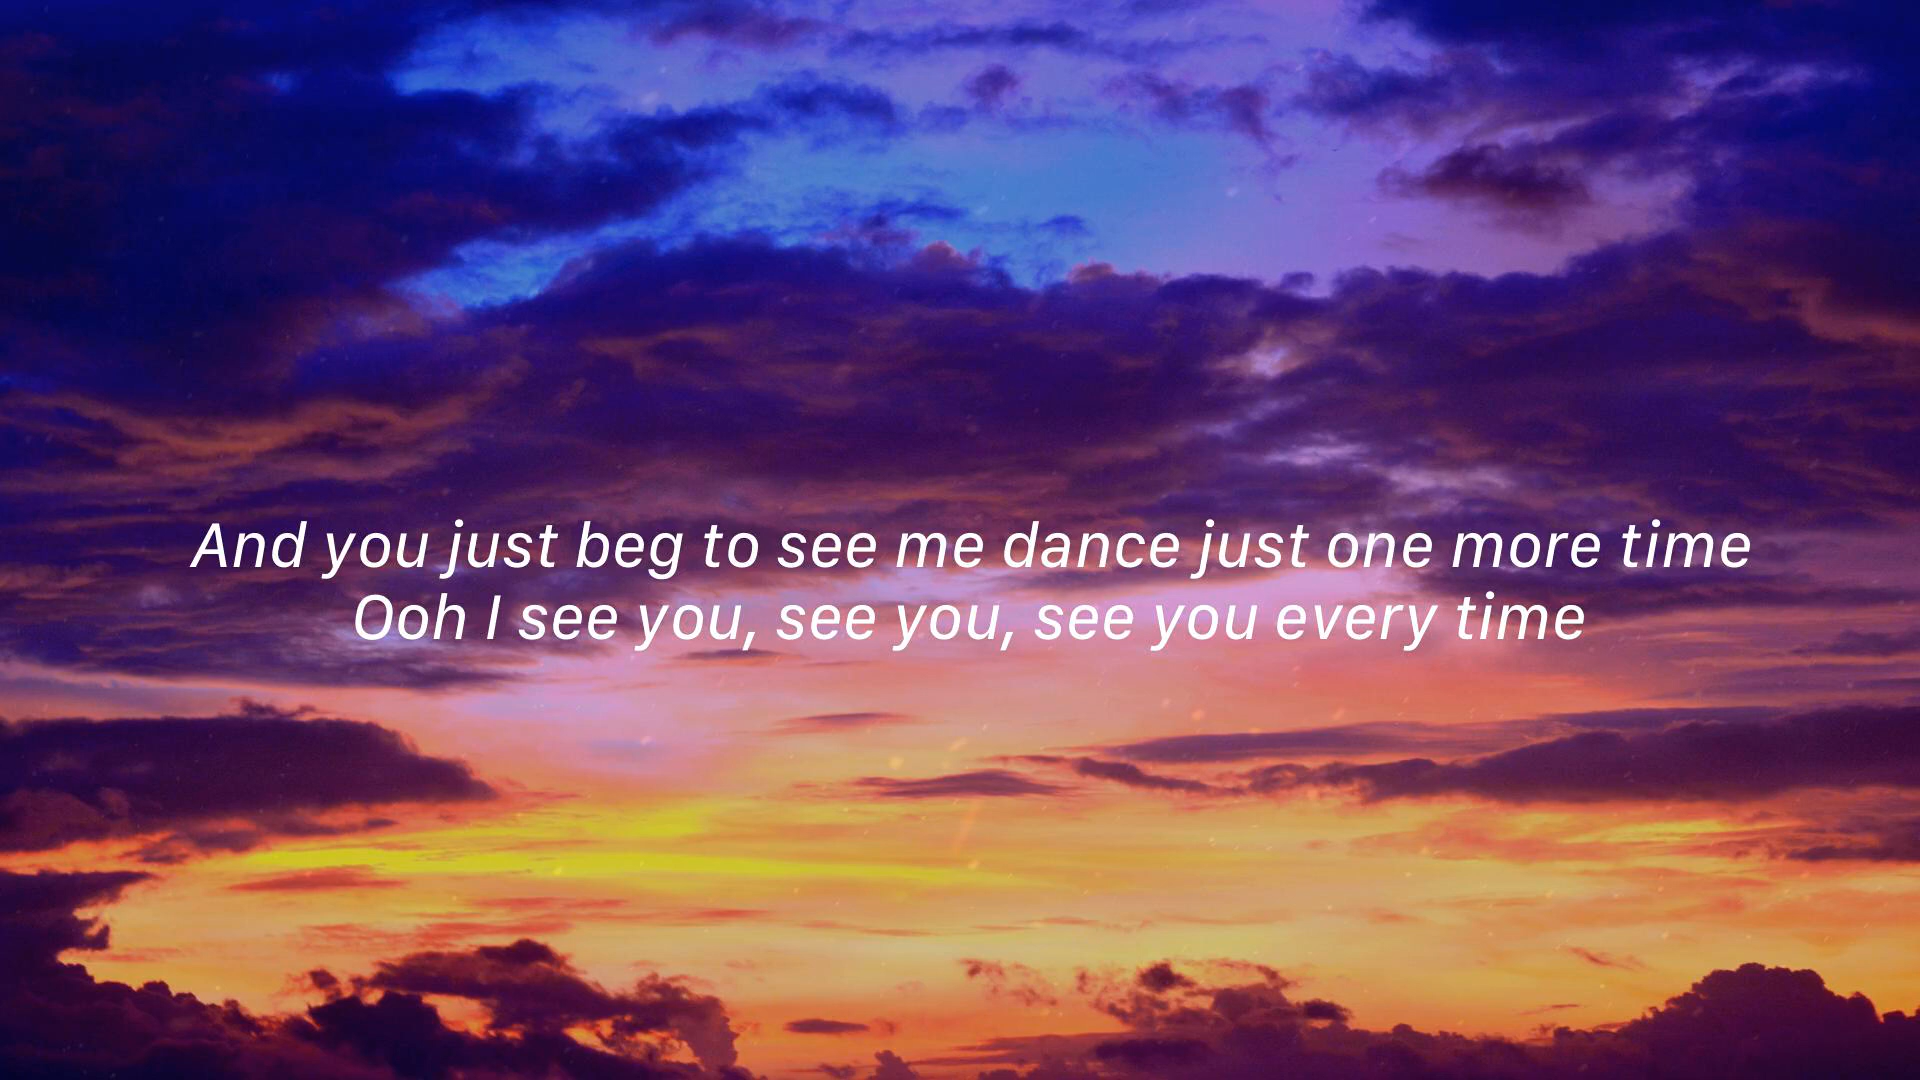 And you just beg to see me dance just one more time
Ooh I see you, see you, see you every time